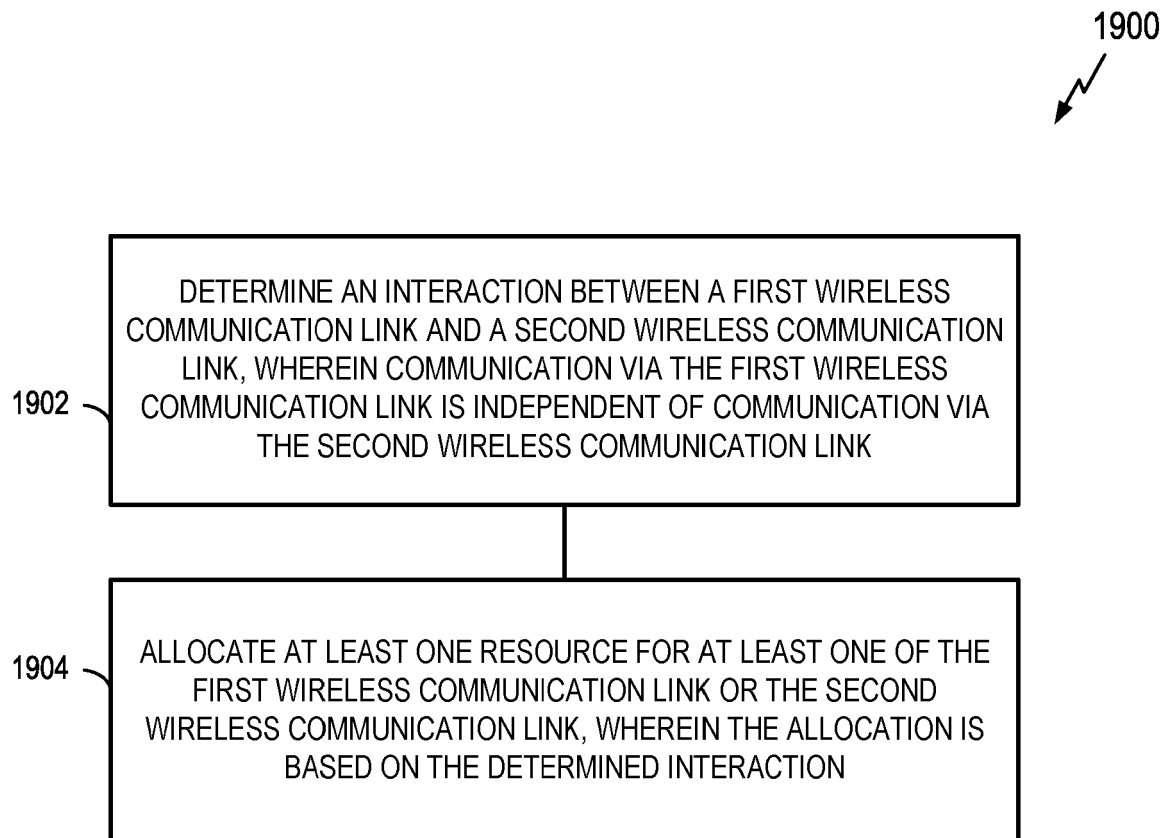 1900
DETERMINE AN INTERACTION BETWEEN A FIRST WIRELESS
COMMUNICATION LINK AND A SECOND WIRELESS COMMUNICATION
LINK, WHEREIN COMMUNICATION VIA THE FIRST WIRELESS
COMMUNICATION LINK IS INDEPENDENT OF COMMUNICATION VIA
THE SECOND WIRELESS COMMUNICATION LINK
1902
ALLOCATE AT LEAST ONE RESOURCE FOR AT LEAST ONE OF THE
FIRST WIRELESS COMMUNICATION LINK OR THE SECOND
WIRELESS COMMUNICATION LINK, WHEREIN THE ALLOCATION IS
BASED ON THE DETERMINED INTERACTION
1904